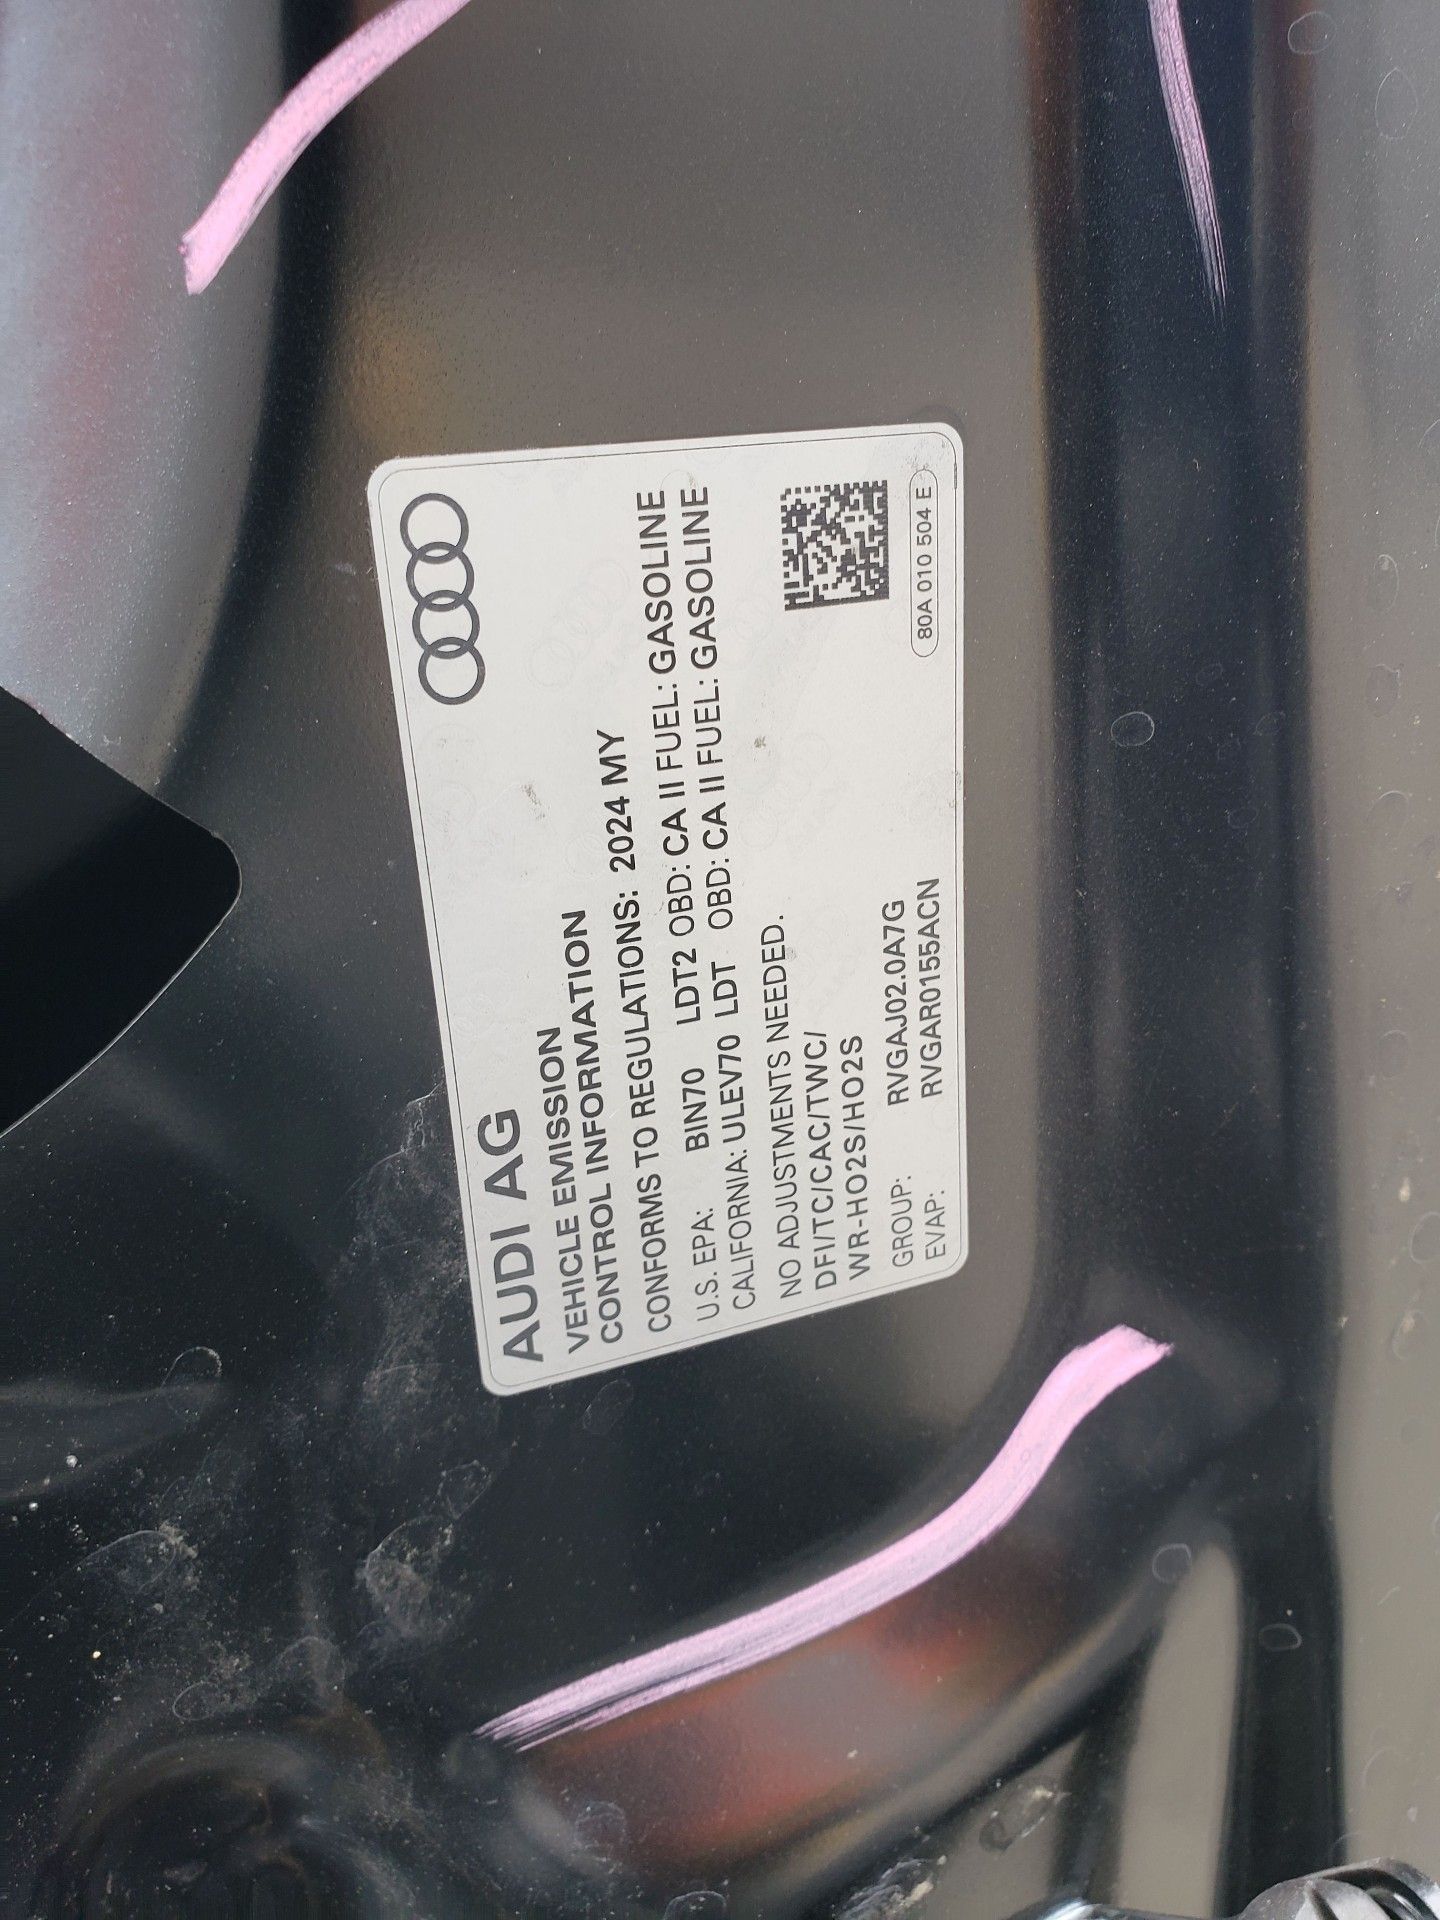 AUDI AG
VEHICLE EMISSION
CONTROL INFORMATION
CONFORMS TO REGULATIONS: 2024 MY
U.S. EPA: BIN70 LDT2 OBD: CA II FUEL: GASOLINE
CALIFORNIA: ULEV70 LDT OBD: CA II FUEL: GASOLINE
NO ADJUSTMENTS NEEDED.
DFI/TC/CAC/TWC/
WR-HO2S/HO2S
GROUP: RVGAJ02.0A7G
EVAP: RVGAR0155ACN
80A 010 504 E